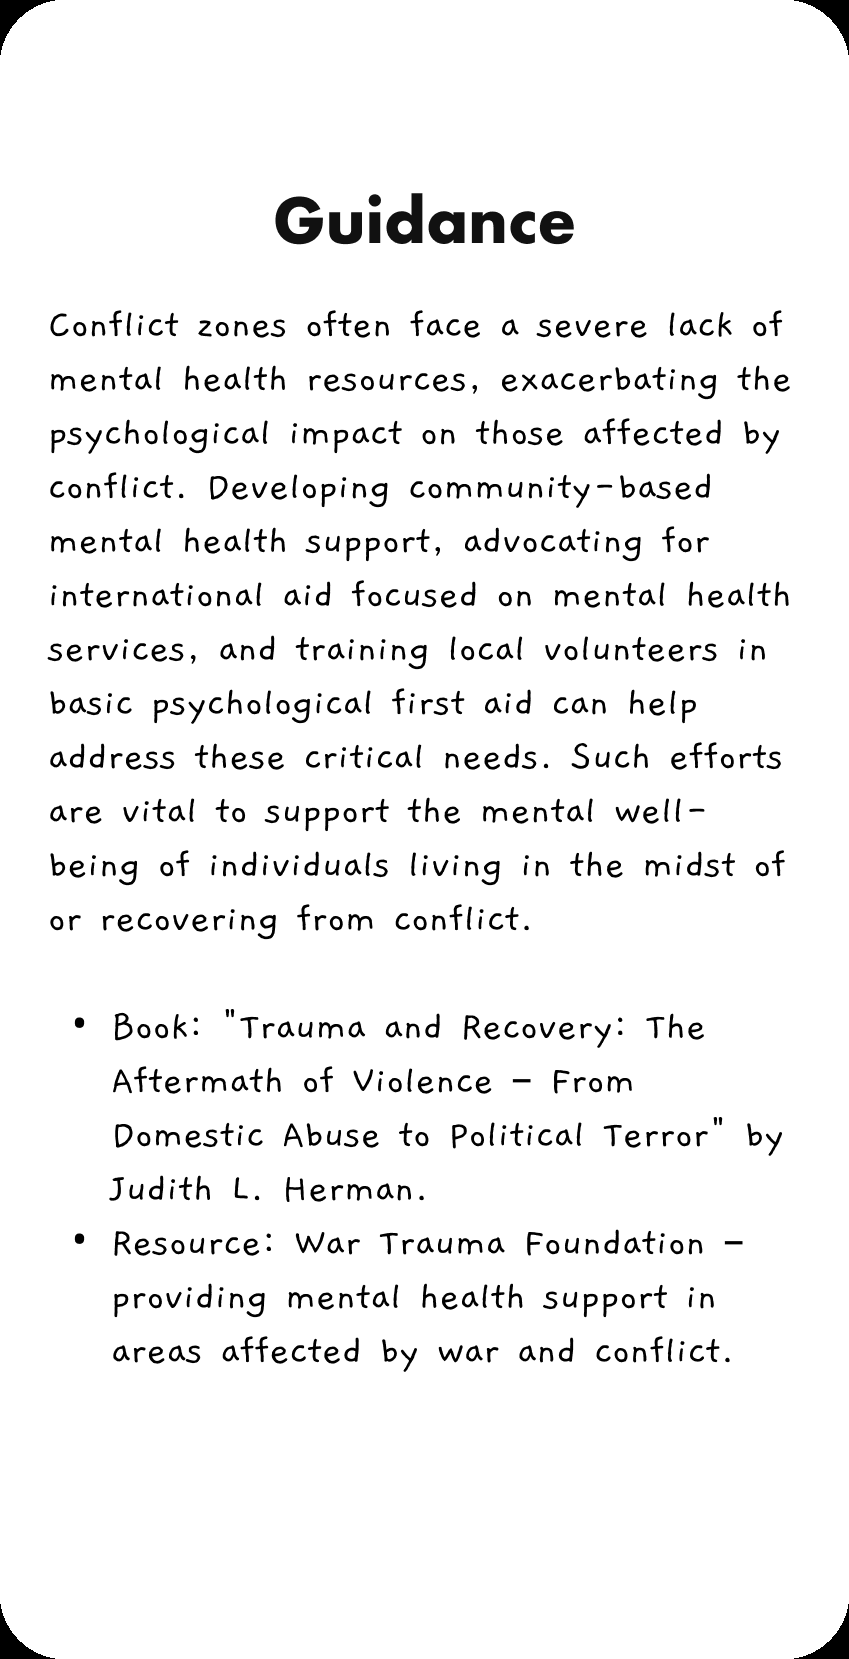 Guidance
Conflict zones often face a severe lack of
mental health resources, exacerbating the
psychological impact on those affected by
conflict. Developing community-based
mental health support, advocating for
international aid focused on mental health
services, and training local volunteers in
basic psychological first aid can help
address these critical needs. Such efforts
are vital to support the mental well-
being of individuals living in the midst of
or recovering from conflict.
• Book: "Trauma and Recovery: The
Aftermath of Violence – From
Domestic Abuse to Political Terror" by
Judith L. Herman.
• Resource: War Trauma Foundation –
providing mental health support in
areas affected by war and conflict.